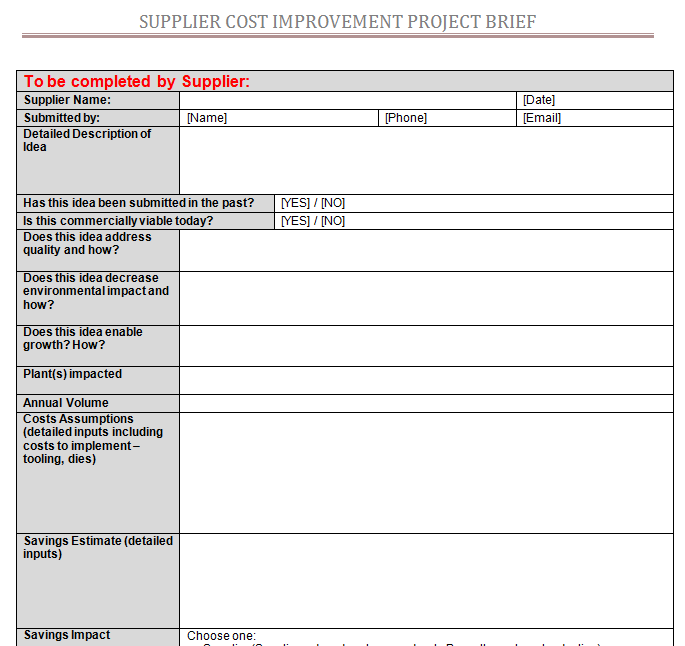 SUPPLIER COST IMPROVEMENT PROJECT BRIEF
To be completed by Supplier:
Supplier Name: [Date]
Submitted by: [Name] [Phone] [Email]
Detailed Description of
Idea
Has this idea been submitted in the past? [YES] / [NO]
Is this commercially viable today? [YES] / [NO]
Does this idea address
quality and how?
Does this idea decrease
environmental impact and
how?
Does this idea enable
growth? How?
Plant(s) impacted
Annual Volume
Costs Assumptions
(detailed inputs including
costs to implement –
tooling, dies)
Savings Estimate (detailed
inputs)
Savings Impact Choose one: